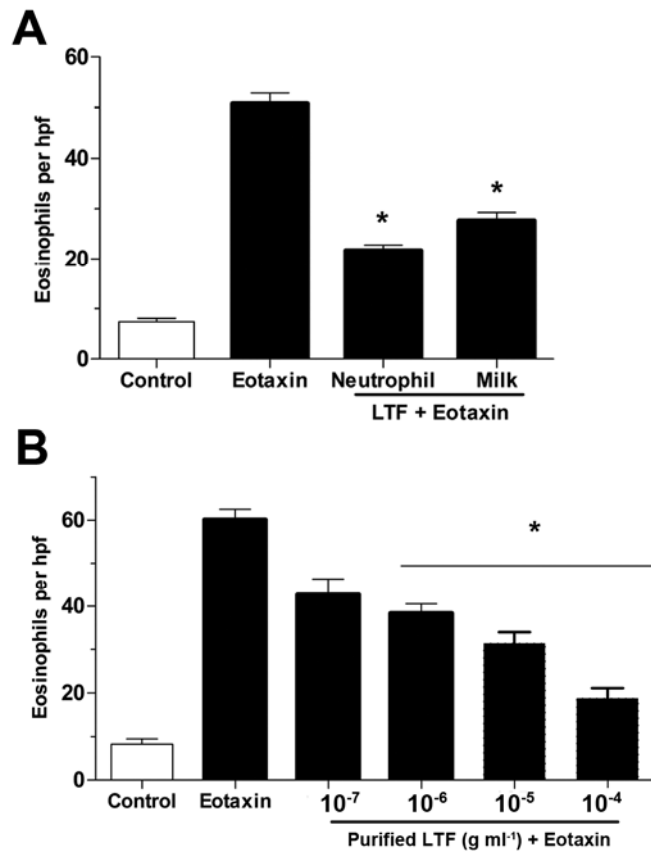 A
60
40
20
0
Eosinophils per hpf
* *
Control Eotaxin Neutrophil Milk
LTF + Eotaxin
B
60
40
20
0
Eosinophils per hpf
*
Control Eotaxin 10⁻⁷ 10⁻⁶ 10⁻⁵ 10⁻⁴
Purified LTF (g ml⁻¹) + Eotaxin